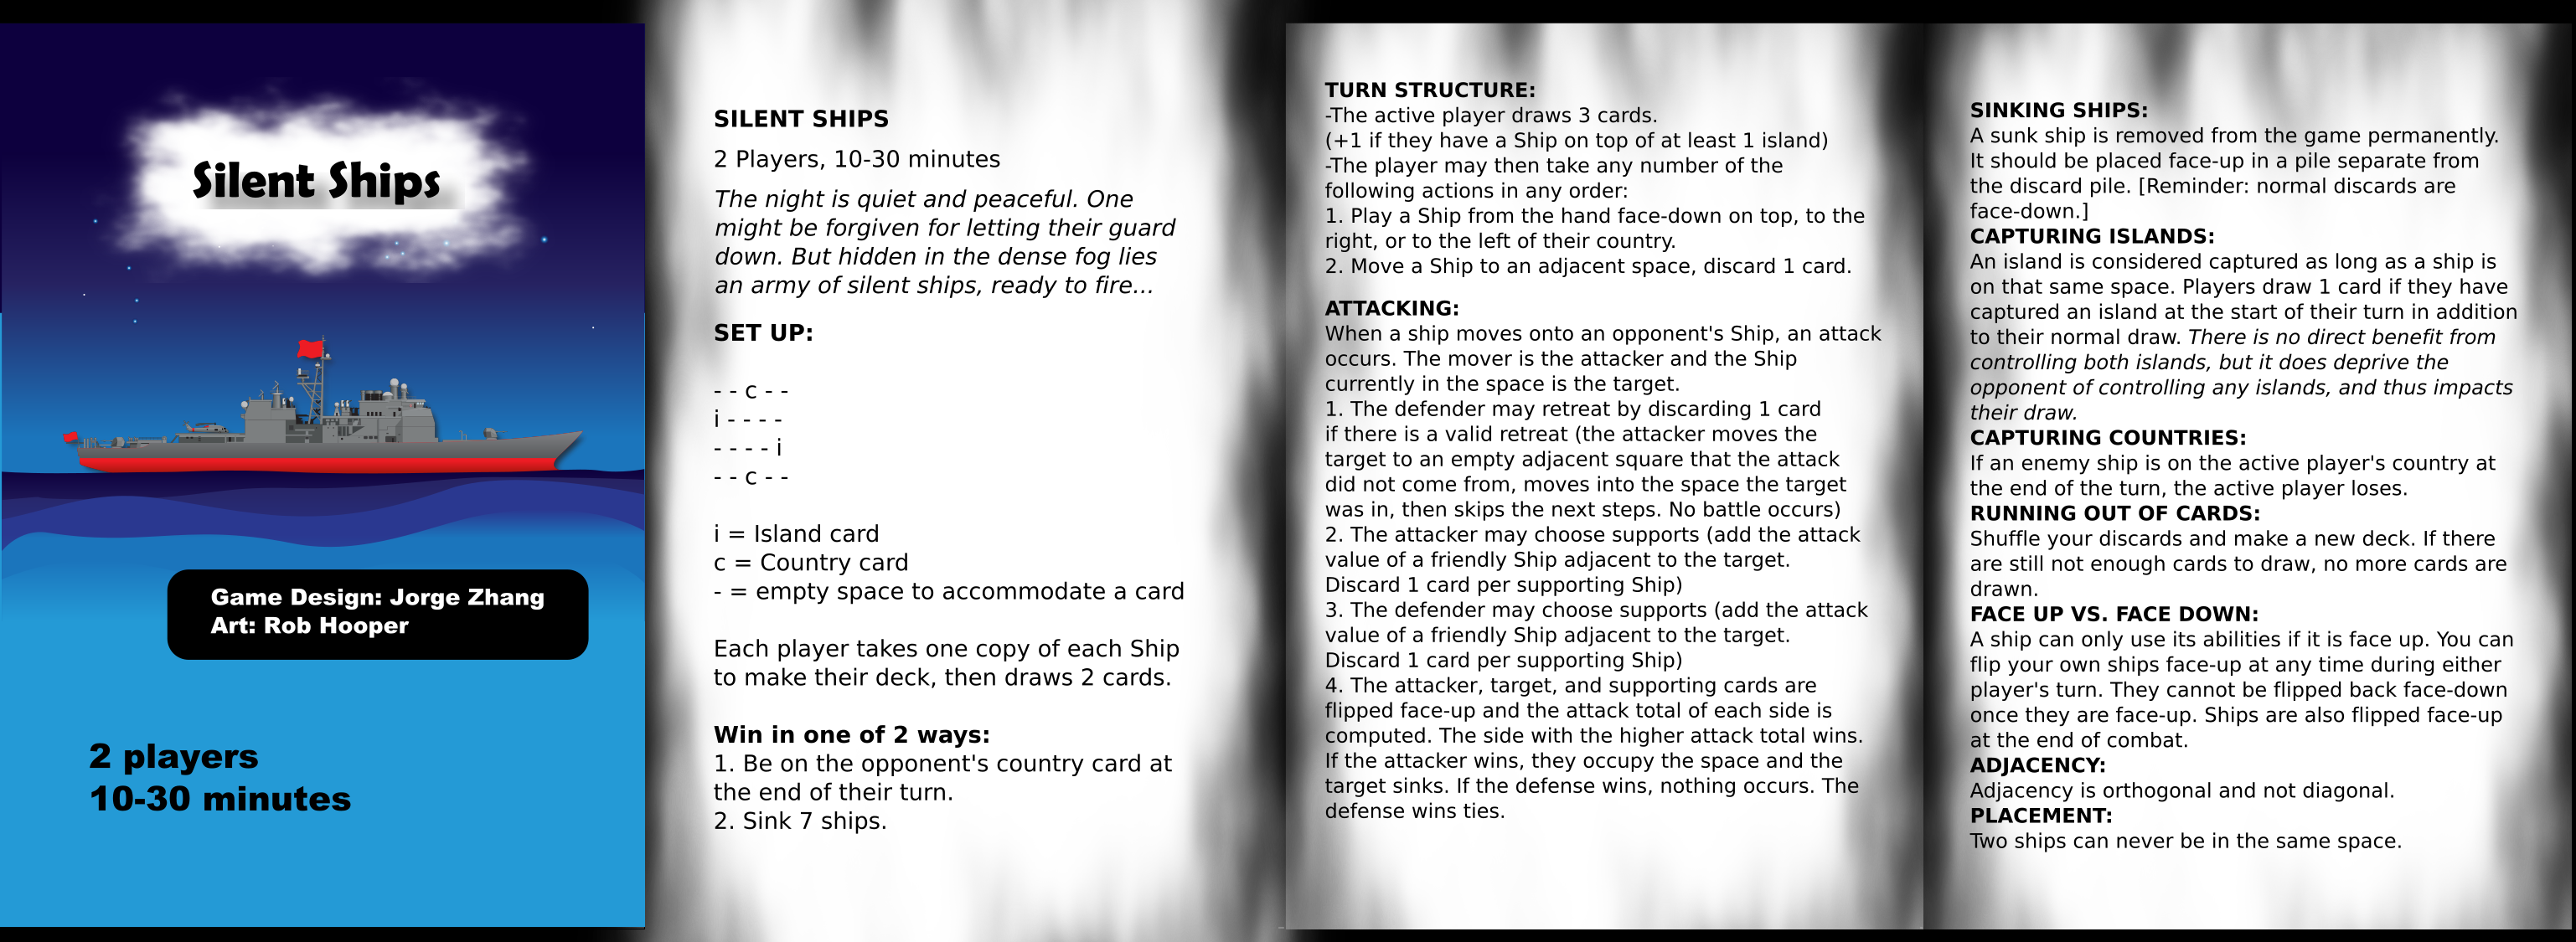 Silent Ships
Game Design: Jorge Zhang
Art: Rob Hooper
2 players
10-30 minutes
SILENT SHIPS
2 Players, 10-30 minutes
The night is quiet and peaceful. One
might be forgiven for letting their guard
down. But hidden in the dense fog lies
an army of silent ships, ready to fire...
SET UP:
- - c - -
i - - - -
- - - - i
- - c - -
i = Island card
c = Country card
- = empty space to accommodate a card
Each player takes one copy of each Ship
to make their deck, then draws 2 cards.
Win in one of 2 ways:
1. Be on the opponent's country card at
the end of their turn.
2. Sink 7 ships.
TURN STRUCTURE:
-The active player draws 3 cards.
(+1 if they have a Ship on top of at least 1 island)
-The player may then take any number of the
following actions in any order:
1. Play a Ship from the hand face-down on top, to the
right, or to the left of their country.
2. Move a Ship to an adjacent space, discard 1 card.
ATTACKING:
When a ship moves onto an opponent's Ship, an attack
occurs. The mover is the attacker and the Ship
currently in the space is the target.
1. The defender may retreat by discarding 1 card
if there is a valid retreat (the attacker moves the
target to an empty adjacent square that the attack
did not come from, moves into the space the target
was in, then skips the next steps. No battle occurs)
2. The attacker may choose supports (add the attack
value of a friendly Ship adjacent to the target.
Discard 1 card per supporting Ship)
3. The defender may choose supports (add the attack
value of a friendly Ship adjacent to the target.
Discard 1 card per supporting Ship)
4. The attacker, target, and supporting cards are
flipped face-up and the attack total of each side is
computed. The side with the higher attack total wins.
If the attacker wins, they occupy the space and the
target sinks. If the defense wins, nothing occurs. The
defense wins ties.
SINKING SHIPS:
A sunk ship is removed from the game permanently.
It should be placed face-up in a pile separate from
the discard pile. [Reminder: normal discards are
face-down.]
CAPTURING ISLANDS:
An island is considered captured as long as a ship is
on that same space. Players draw 1 card if they have
captured an island at the start of their turn in addition
to their normal draw. There is no direct benefit from
controlling both islands, but it does deprive the
opponent of controlling any islands, and thus impacts
their draw.
CAPTURING COUNTRIES:
If an enemy ship is on the active player's country at
the end of the turn, the active player loses.
RUNNING OUT OF CARDS:
Shuffle your discards and make a new deck. If there
are still not enough cards to draw, no more cards are
drawn.
FACE UP VS. FACE DOWN:
A ship can only use its abilities if it is face up. You can
flip your own ships face-up at any time during either
player's turn. They cannot be flipped back face-down
once they are face-up. Ships are also flipped face-up
at the end of combat.
ADJACENCY:
Adjacency is orthogonal and not diagonal.
PLACEMENT:
Two ships can never be in the same space.